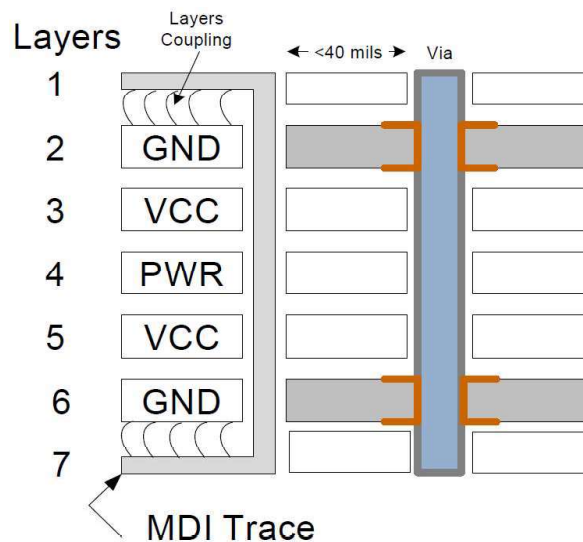 Layers
Layers
Coupling
<40 mils
Via
1
2
GND
3
VCC
4
PWR
5
VCC
6
GND
7
MDI Trace